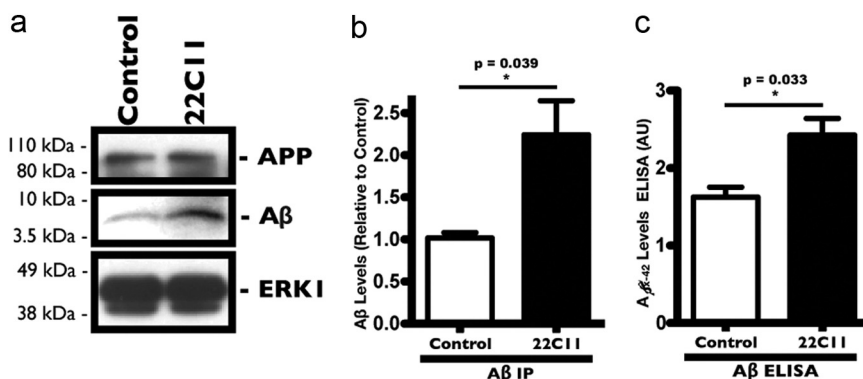 a
Control
22C11
110 kDa -
80 kDa -
- APP
10 kDa -
3.5 kDa -
- Aβ
49 kDa -
38 kDa -
- ERK1
b
p = 0.039
*
Aβ Levels (Relative to Control)
2.5
2.0
1.5
1.0
0.5
0.0
Control
22C11
Aβ IP
c
p = 0.033
*
Levels ELISA (AU)
3
2
1
0
Control
22C11
Aβ ELISA